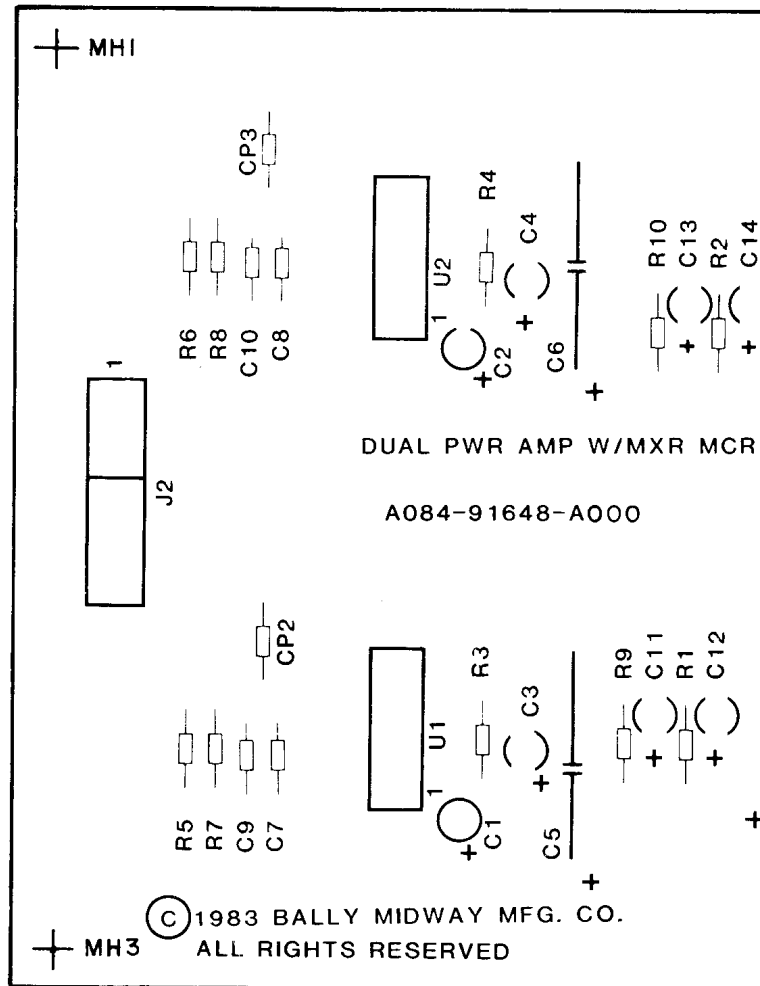 MH1
CP3
R4
C4
R10
C13
R2
C14
U2
1
R6
R8
C10
C8
C2
C6
1
J2
DUAL PWR AMP W/MXR MCR
A084-91648-A000
CP2
R3
C3
R9
C11
R1
C12
U1
1
R5
R7
C9
C7
C1
C5
C 1983 BALLY MIDWAY MFG. CO.
MH3
ALL RIGHTS RESERVED